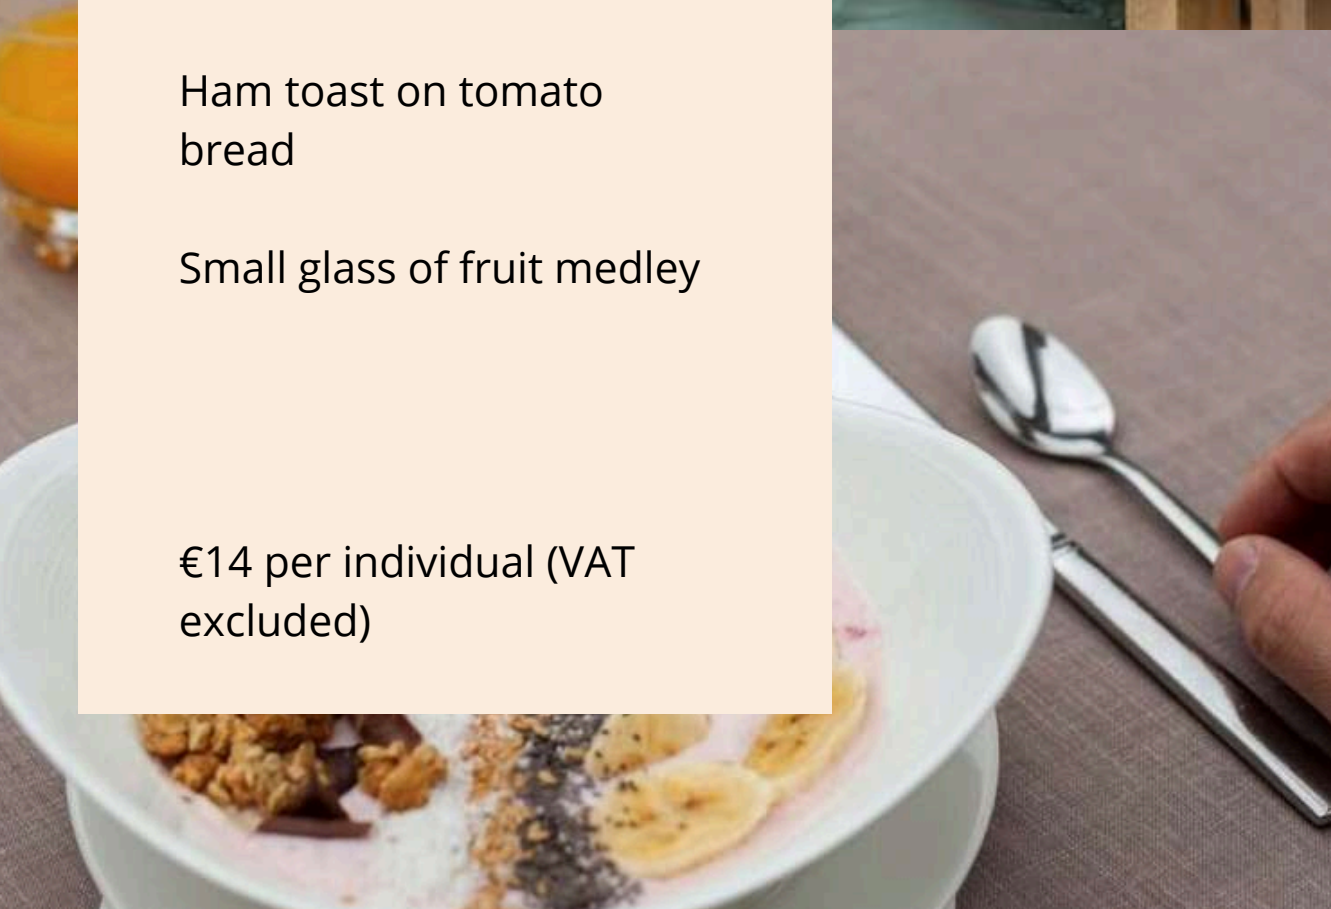 Ham toast on tomato
bread
Small glass of fruit medley
€14 per individual (VAT
excluded)